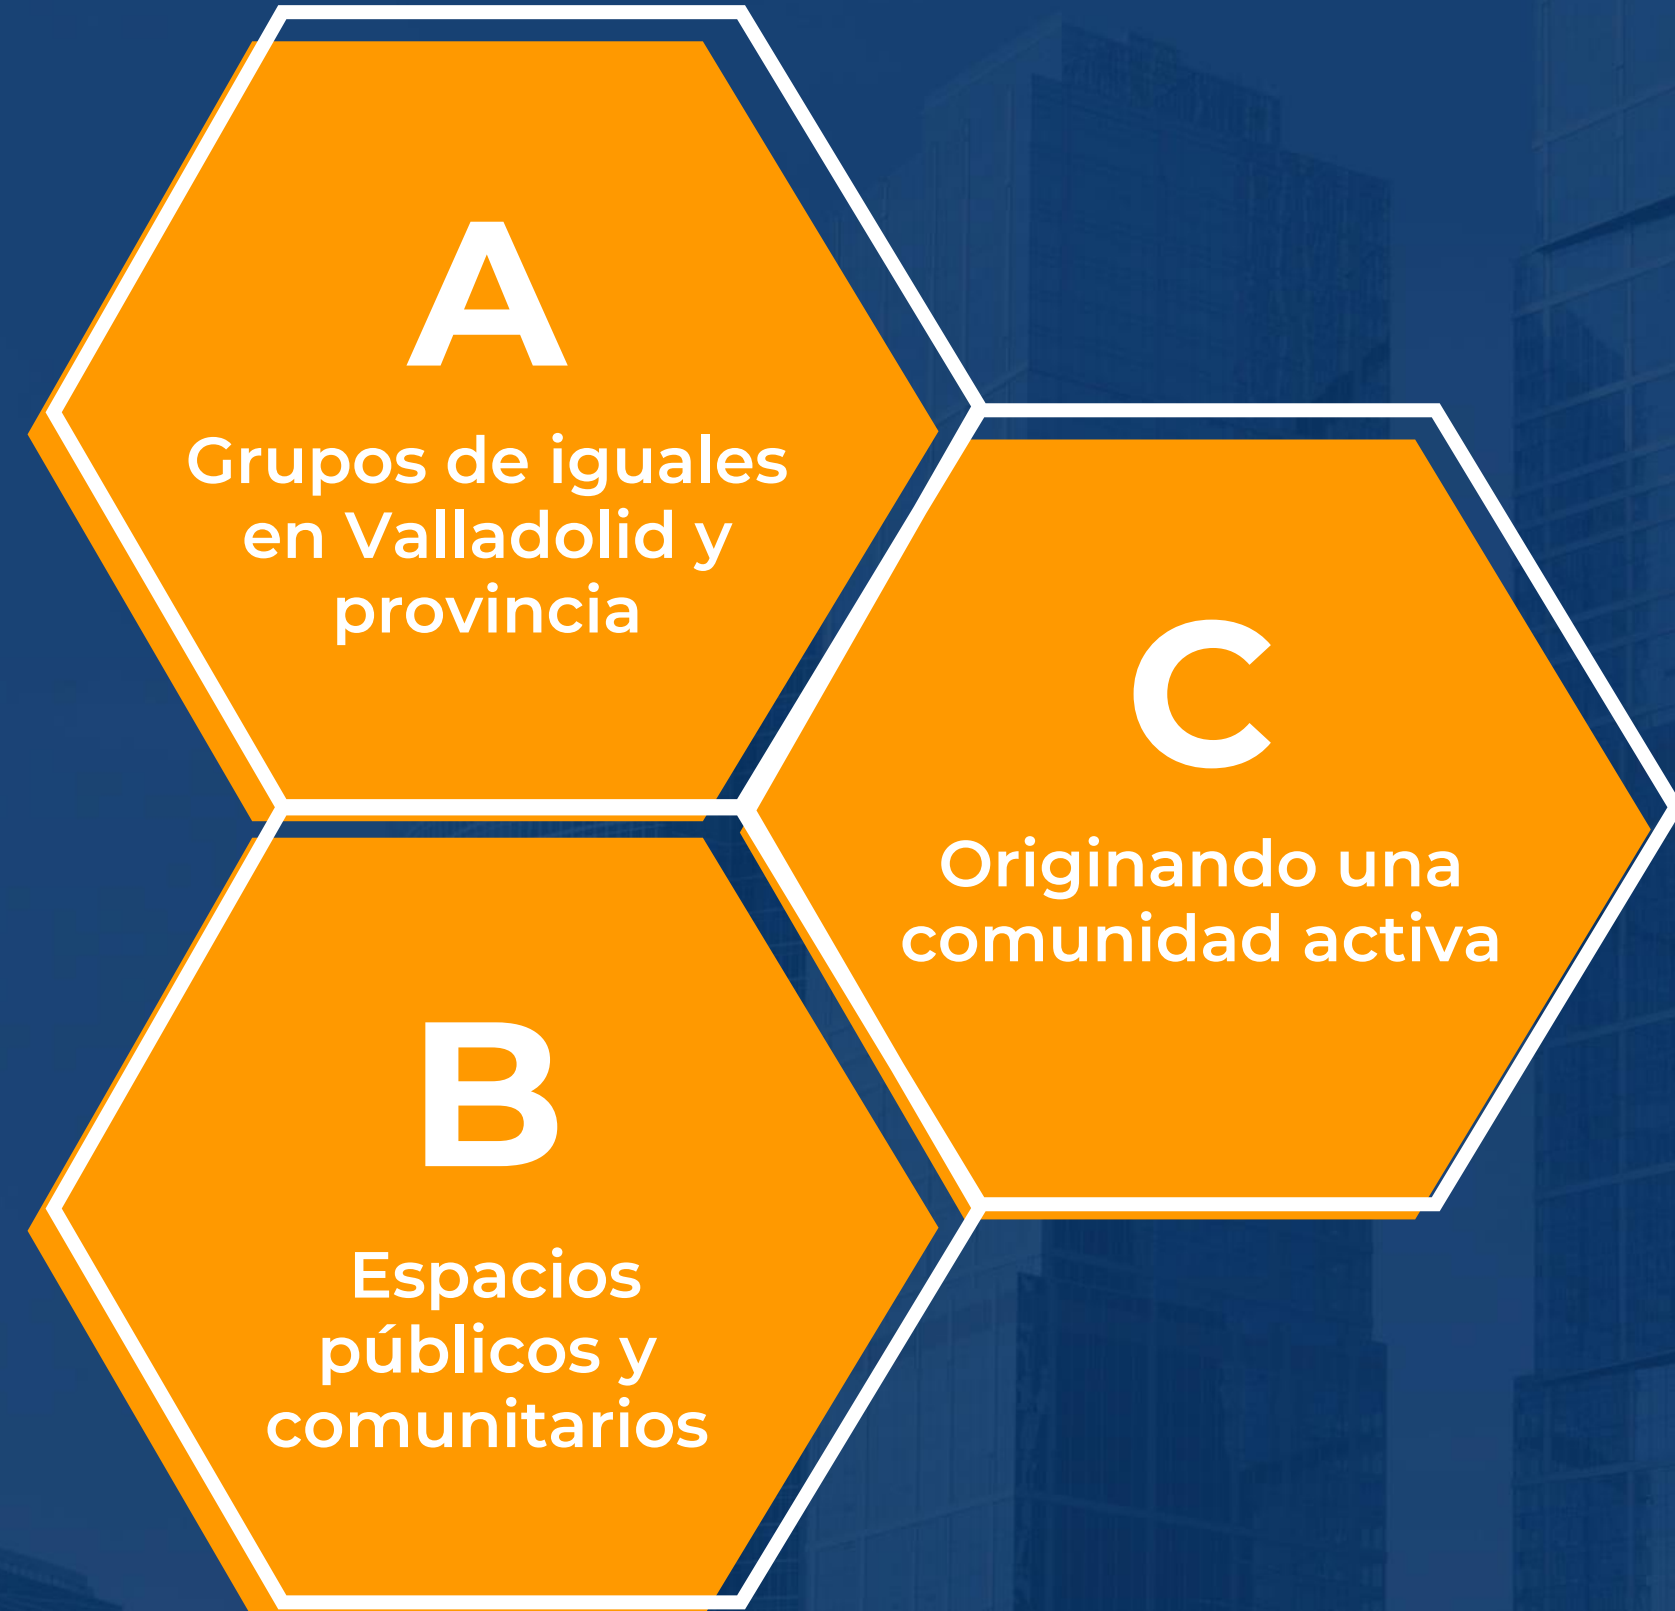 A
Grupos de iguales
en Valladolid y
provincia
B
Espacios
públicos y
comunitarios
C
Originando una
comunidad activa